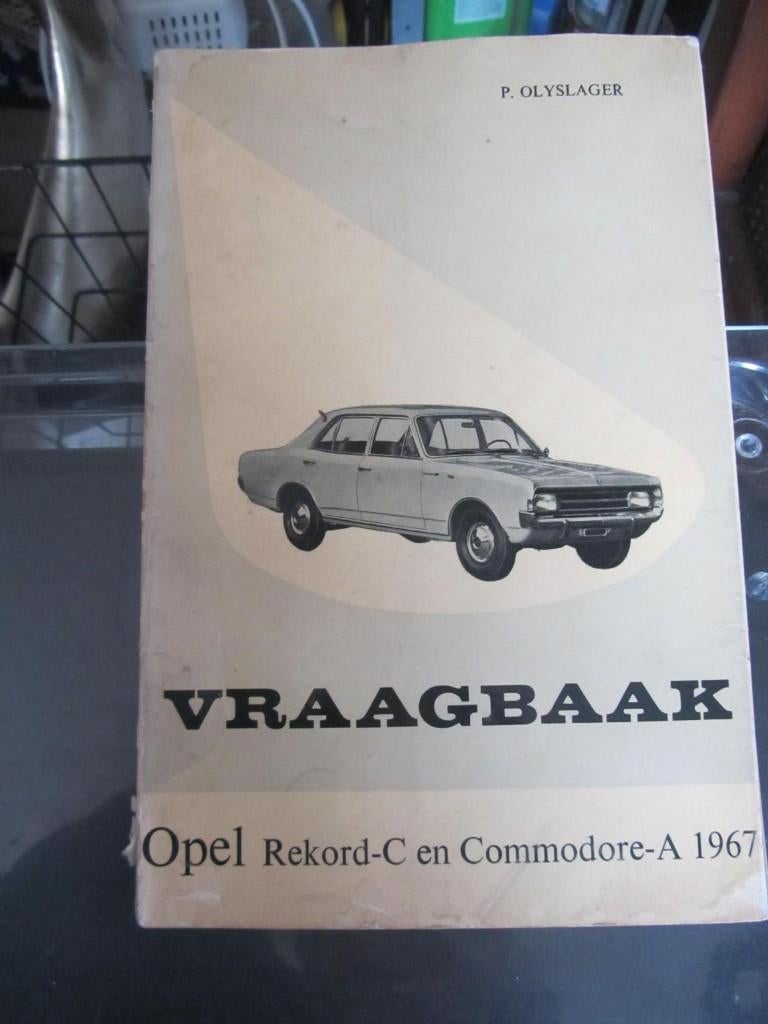 P. OLYSLAGER
VRAAGBAAK
Opel Rekord-C en Commodore-A 1967